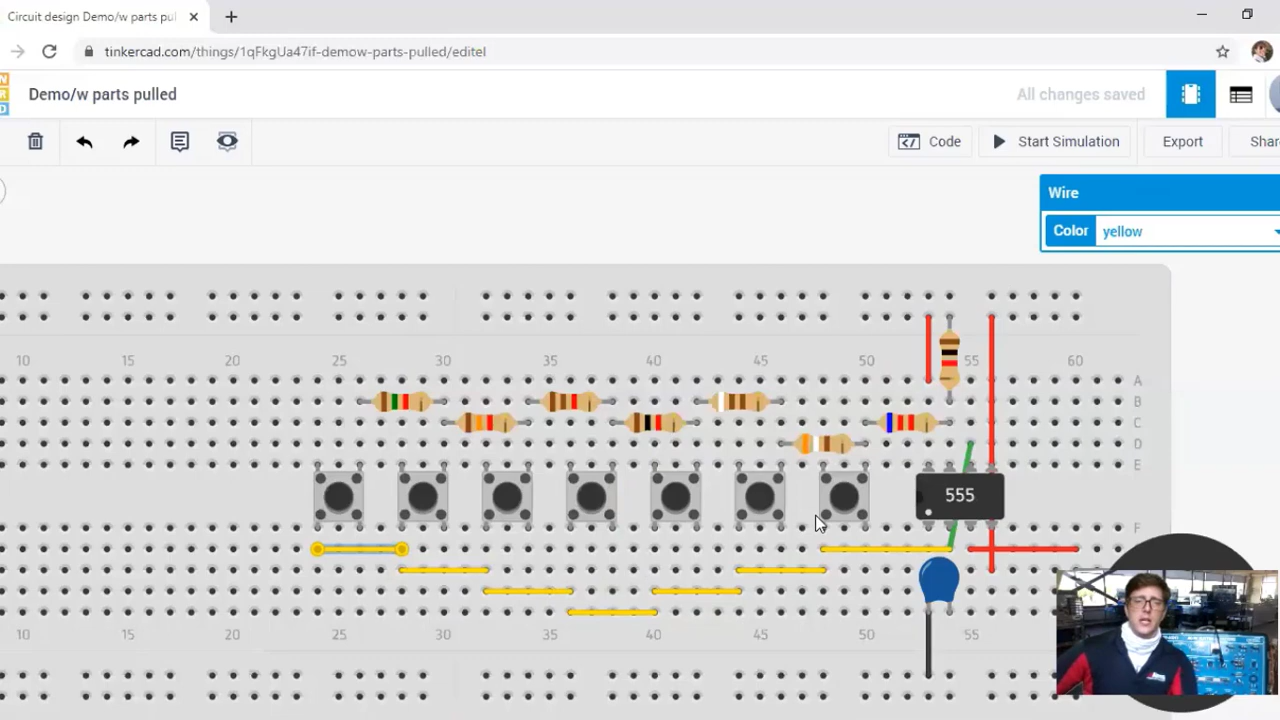 Circuit design Demo/w parts pul
tinkercad.com/things/1qFkgUa47if-demow-parts-pulled/editel
N
R
D
Demo/w parts pulled
All changes saved
Code
Start Simulation
Export
Shar
Wire
Color
yellow
10 15 20 25 30 35 40 45 50 55 60
A
B
C
D
E
555
F
10 15 20 25 30 35 40 45 50 55